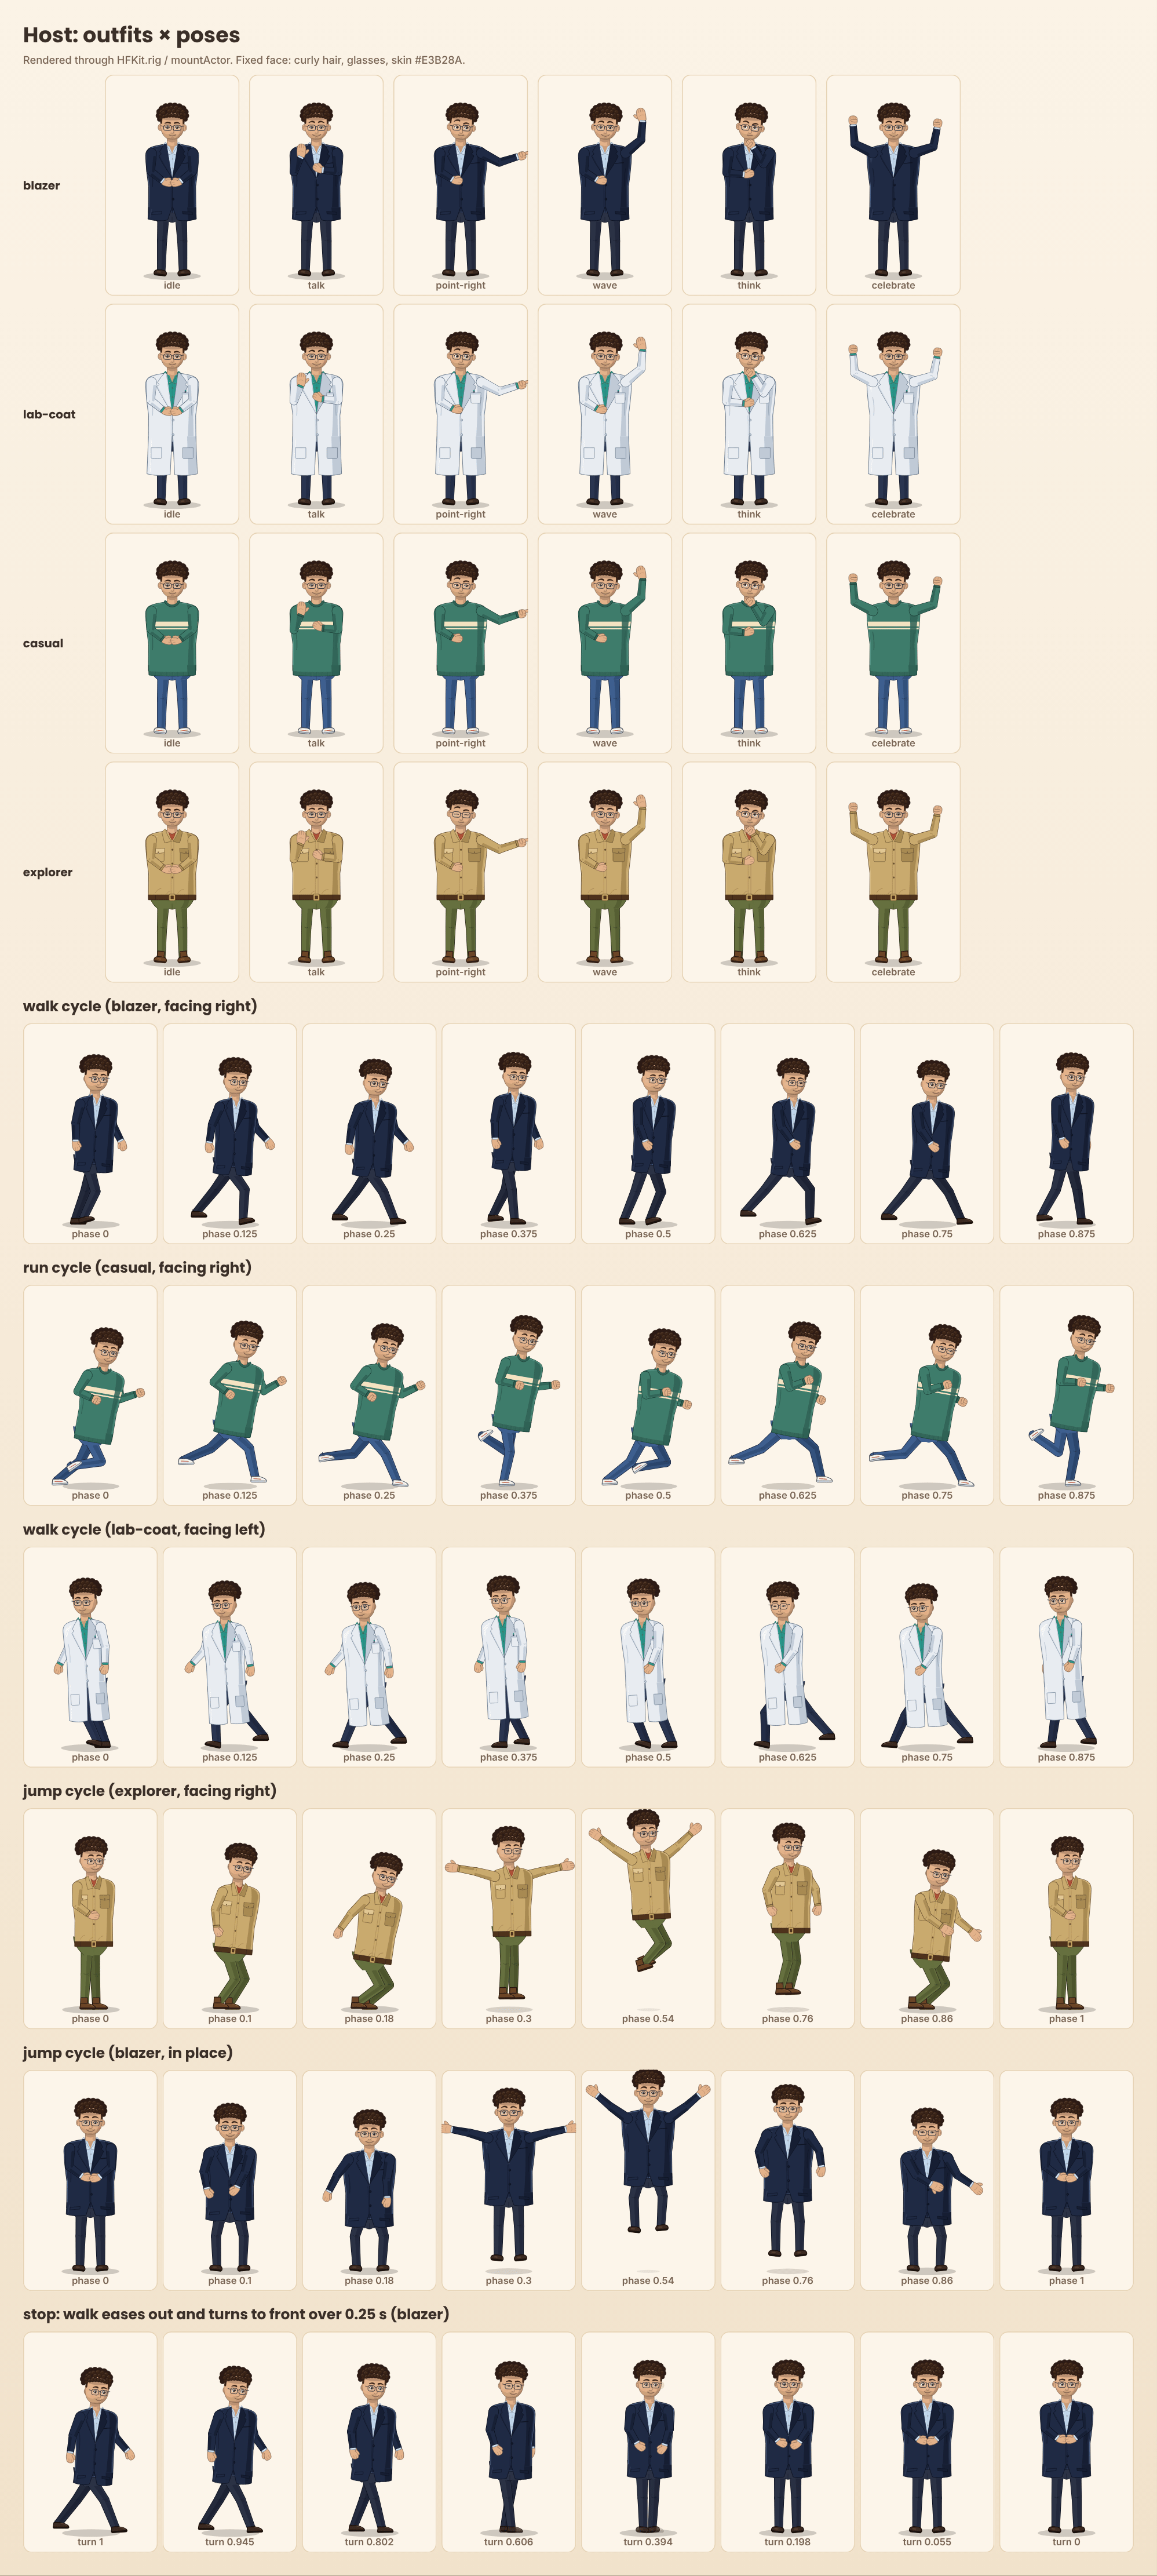 Host: outfits × poses
Rendered through HFKit.rig / mountActor. Fixed face: curly hair, glasses, skin #E3B28A.
blazer
idle talk point-right wave think celebrate
lab-coat
idle talk point-right wave think celebrate
casual
idle talk point-right wave think celebrate
explorer
idle talk point-right wave think celebrate
walk cycle (blazer, facing right)
phase 0 phase 0.125 phase 0.25 phase 0.375 phase 0.5 phase 0.625 phase 0.75 phase 0.875
run cycle (casual, facing right)
phase 0 phase 0.125 phase 0.25 phase 0.375 phase 0.5 phase 0.625 phase 0.75 phase 0.875
walk cycle (lab-coat, facing left)
phase 0 phase 0.125 phase 0.25 phase 0.375 phase 0.5 phase 0.625 phase 0.75 phase 0.875
jump cycle (explorer, facing right)
phase 0 phase 0.1 phase 0.18 phase 0.3 phase 0.54 phase 0.76 phase 0.86 phase 1
jump cycle (blazer, in place)
phase 0 phase 0.1 phase 0.18 phase 0.3 phase 0.54 phase 0.76 phase 0.86 phase 1
stop: walk eases out and turns to front over 0.25 s (blazer)
turn 1 turn 0.945 turn 0.802 turn 0.606 turn 0.394 turn 0.198 turn 0.055 turn 0